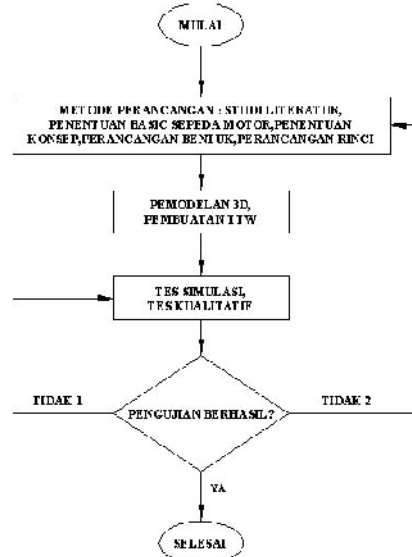 MULAI
METODE PERANCANGAN : STUDI LITERATUR,
PENENTUAN BASIC SEPEDA MOTOR,PENENTUAN
KONSEP,PERANCANGAN BENTUK,PERANCANGAN RINCI
PEMODELAN 3D,
PEMBUATAN TTW
TES SIMULASI,
TES KUALITATIF
TIDAK 1
PENGUJIAN BERHASIL?
TIDAK 2
YA
SELESAI